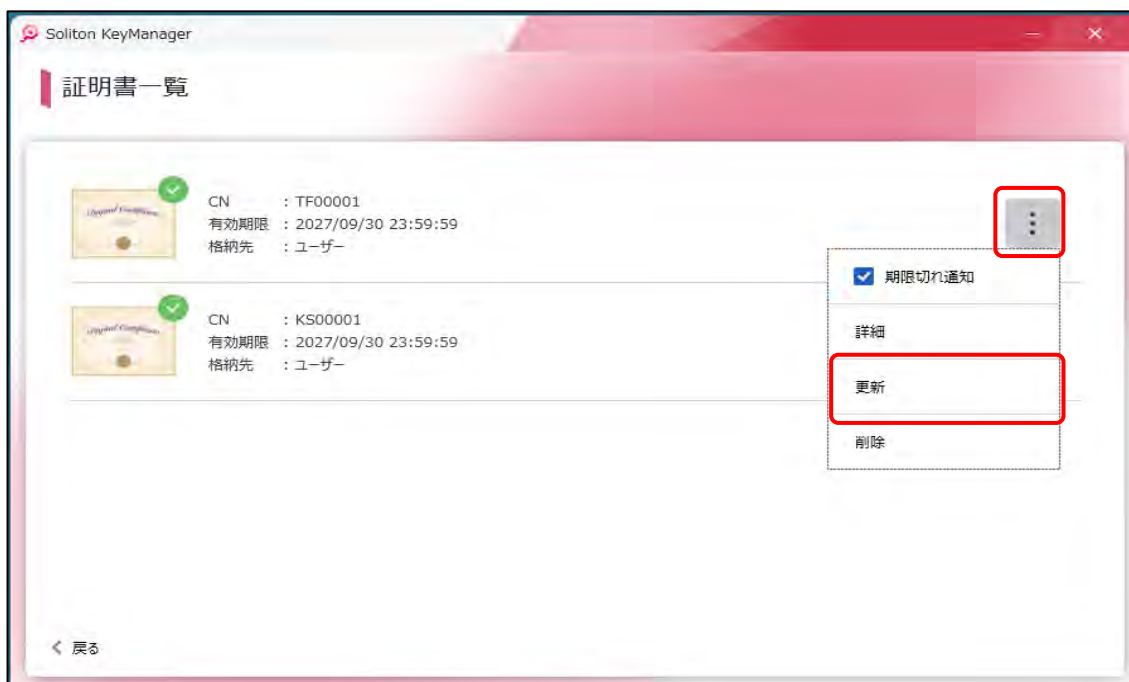 Soliton KeyManager
証明書一覧
CN : TF00001
有効期限 : 2027/09/30 23:59:59
格納先 : ユーザー
期限切れ通知
詳細
更新
削除
CN : KS00001
有効期限 : 2027/09/30 23:59:59
格納先 : ユーザー
戻る